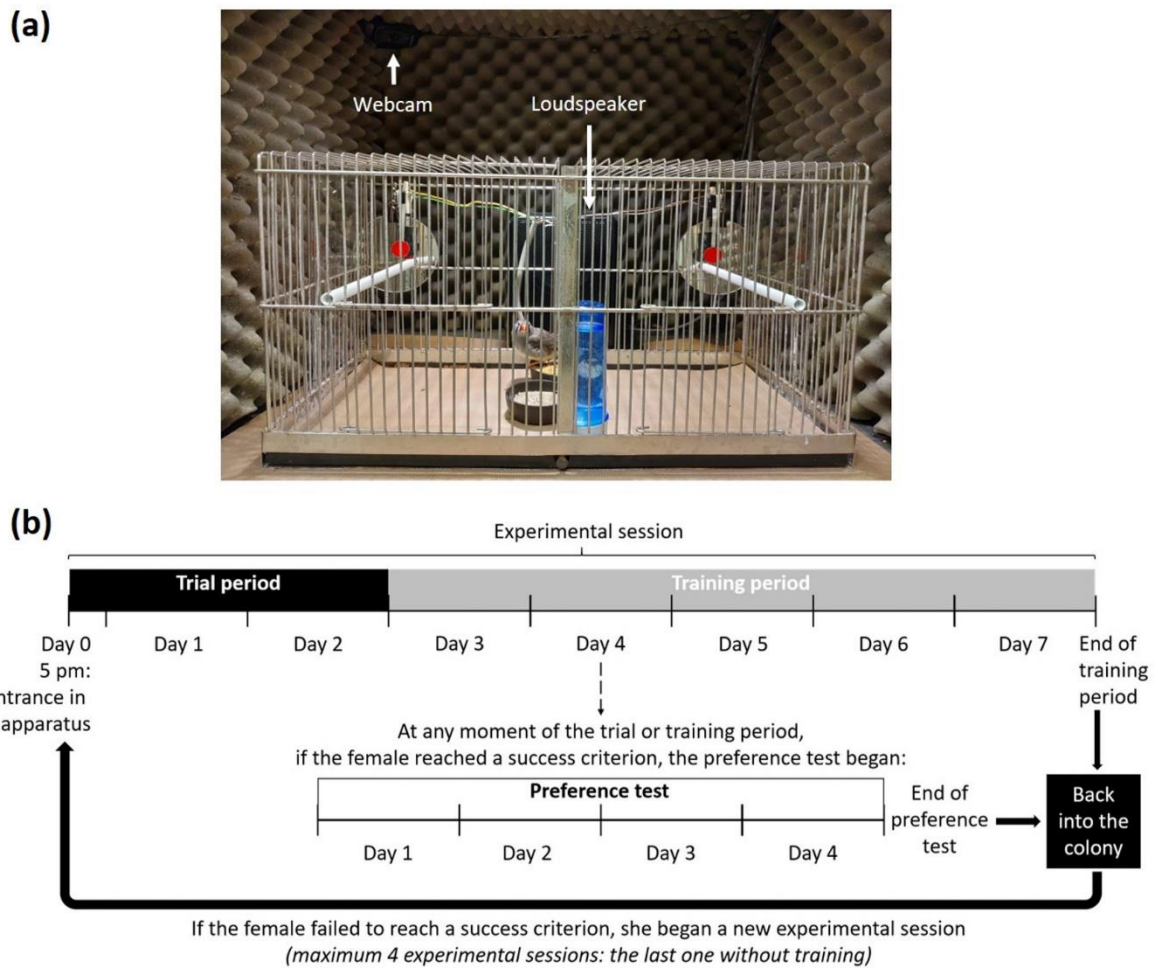 (a)
Webcam
Loudspeaker
(b)
Experimental session
Trial period
Training period
Day 0
Day 1
Day 2
Day 3
Day 4
Day 5
Day 6
Day 7
End of
training
period
5 pm:
ntrance in
apparatus
At any moment of the trial or training period,
if the female reached a success criterion, the preference test began:
Preference test
Day 1
Day 2
Day 3
Day 4
End of
preference
test
Back
into the
colony
If the female failed to reach a success criterion, she began a new experimental session
(maximum 4 experimental sessions: the last one without training)